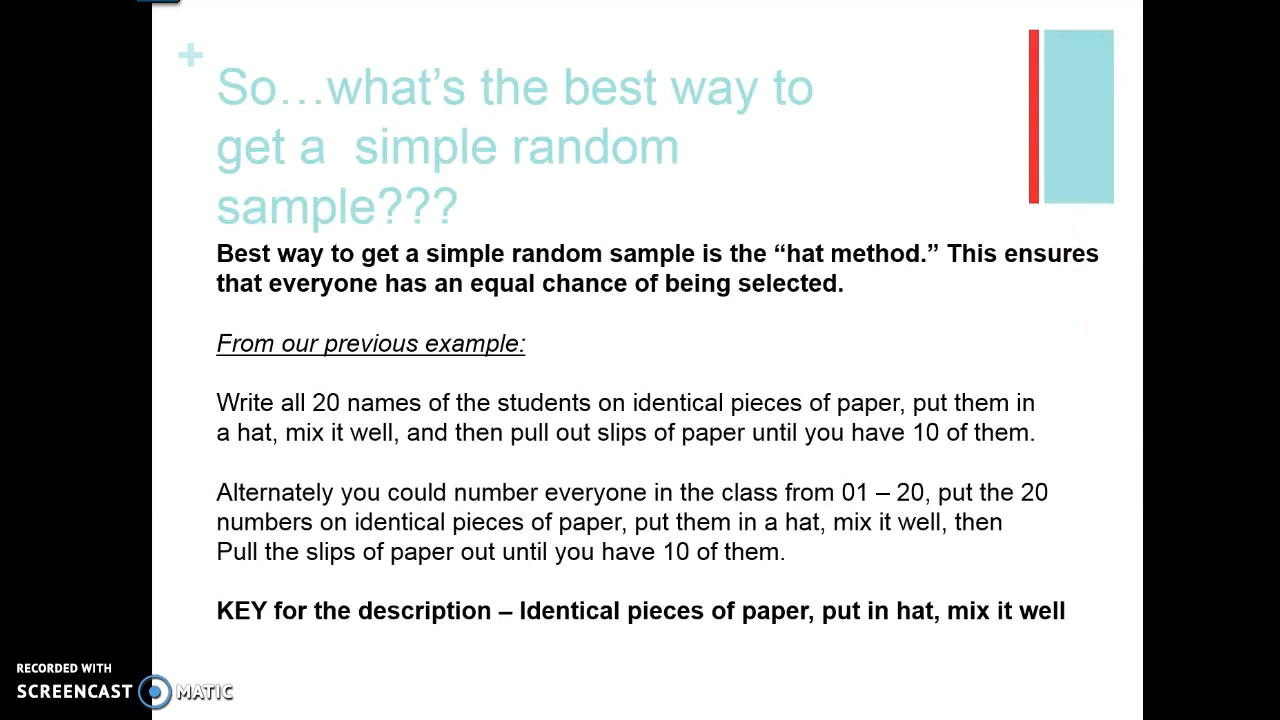 +
So…what’s the best way to
get a  simple random
sample???
Best way to get a simple random sample is the “hat method.” This ensures
that everyone has an equal chance of being selected.
From our previous example:
Write all 20 names of the students on identical pieces of paper, put them in
a hat, mix it well, and then pull out slips of paper until you have 10 of them.
Alternately you could number everyone in the class from 01 – 20, put the 20
numbers on identical pieces of paper, put them in a hat, mix it well, then
Pull the slips of paper out until you have 10 of them.
KEY for the description – Identical pieces of paper, put in hat, mix it well
RECORDED WITH
SCREENCAST MATIC